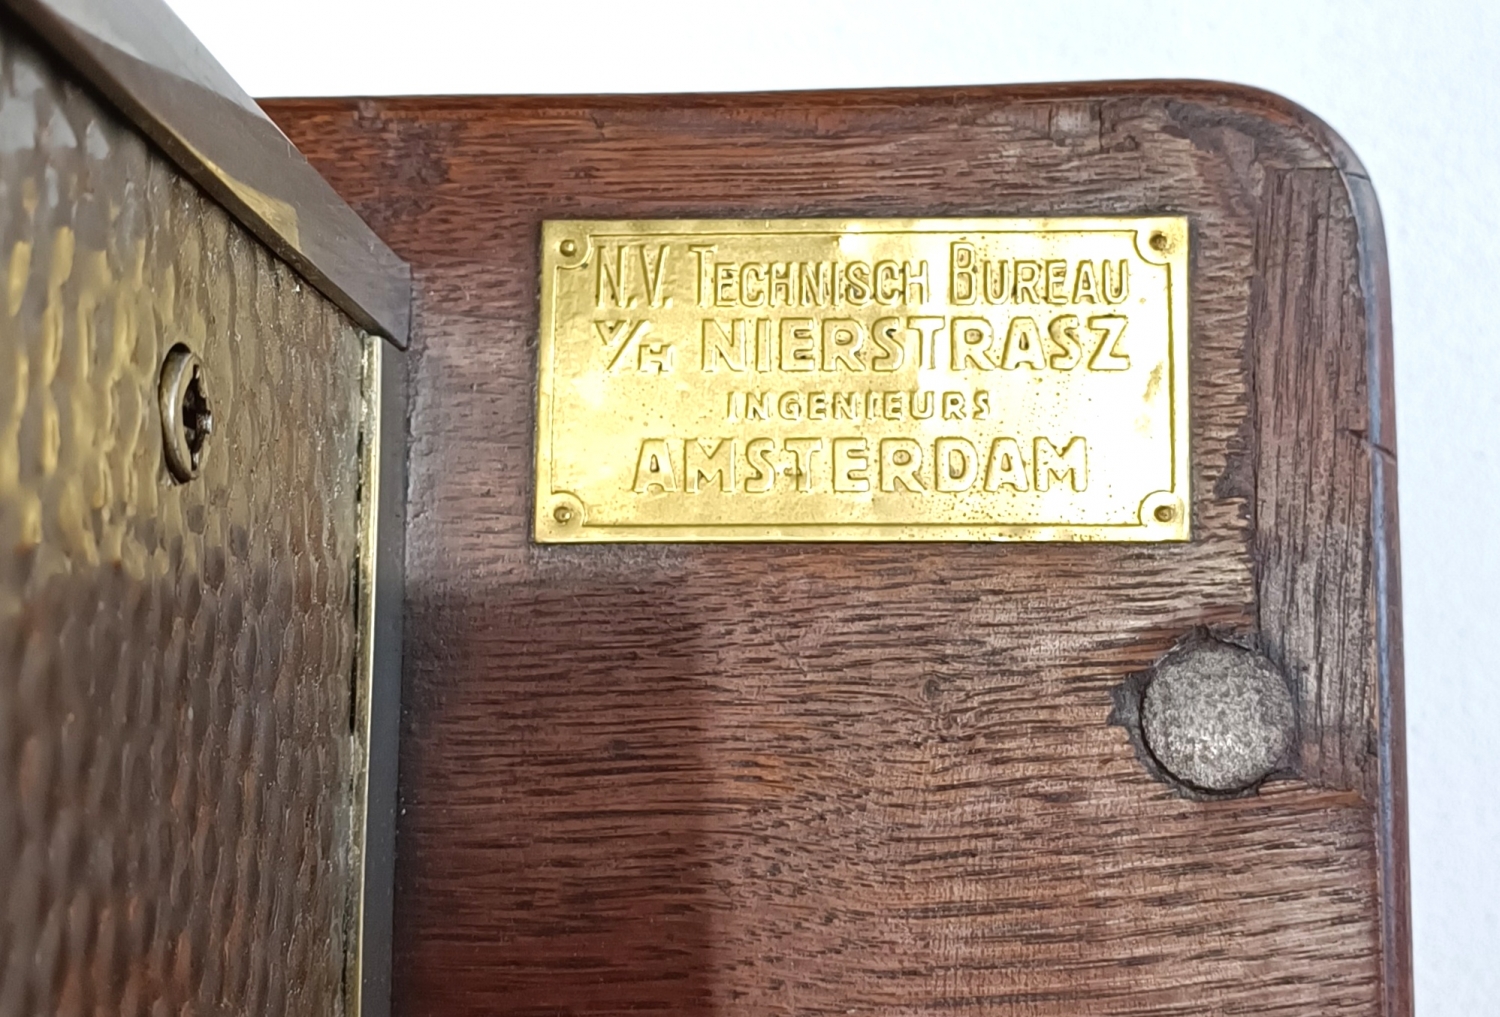 N.V. TECHNISCH BUREAU
V/H NIERSTRASZ
INGENIEURS
AMSTERDAM